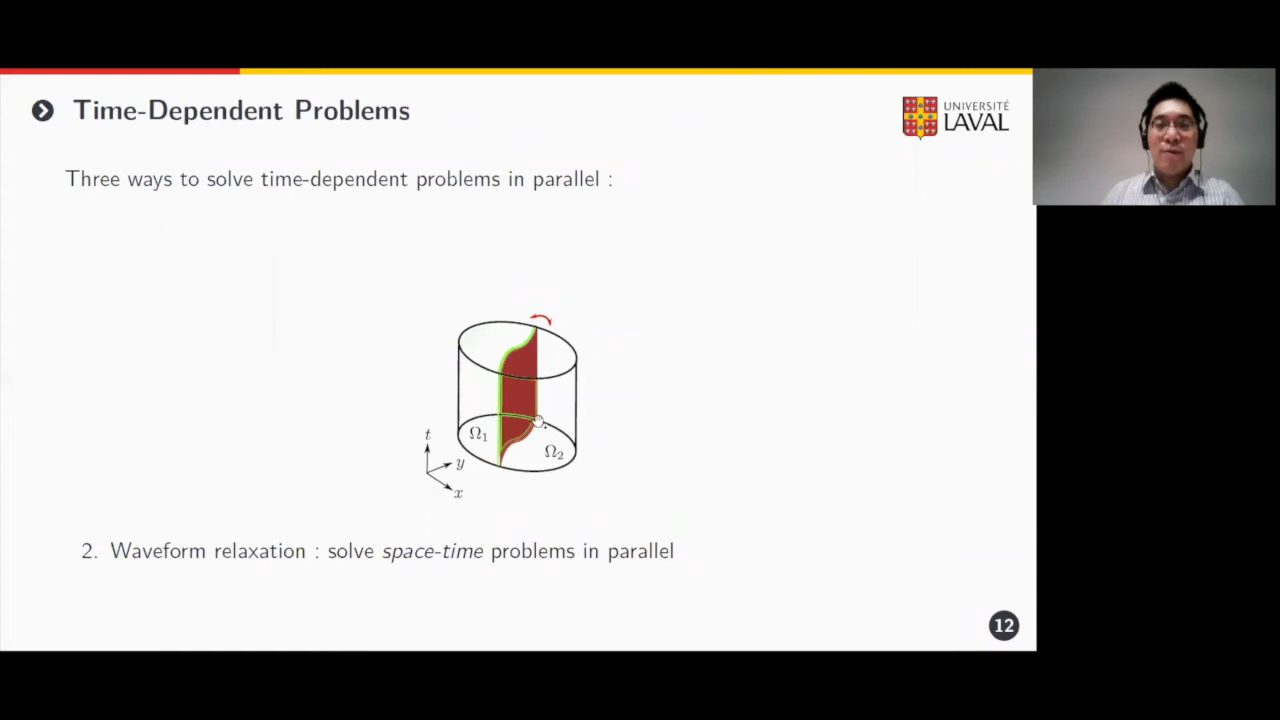 Time-Dependent Problems
UNIVERSITÉ
LAVAL
Three ways to solve time-dependent problems in parallel :
t
y
x
Ω₁
Ω₂
2. Waveform relaxation : solve space-time problems in parallel
12